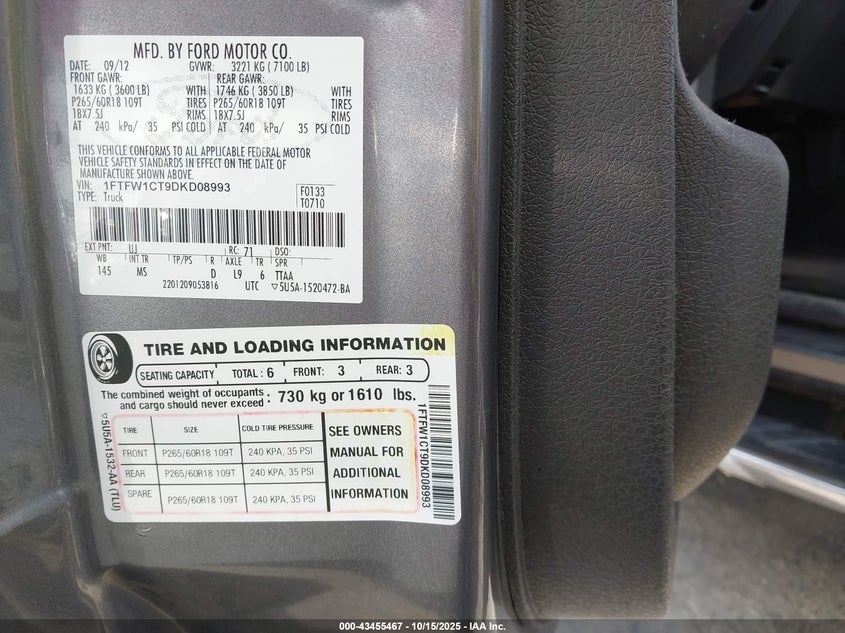 MFD. BY FORD MOTOR CO.
DATE: 09/12 GVWR: 3221 KG (7100 LB)
FRONT GAWR: REAR GAWR:
1633 KG (3600 LB) WITH 1746 KG (3850 LB) WITH
P265/60R18 109T TIRES P265/60R18 109T TIRES
18X7.5J RIMS 18X7.5J RIMS
AT 240 kPa/ 35 PSI COLD AT 240 kPa/ 35 PSI COLD
THIS VEHICLE CONFORMS TO ALL APPLICABLE FEDERAL MOTOR
VEHICLE SAFETY STANDARDS IN EFFECT ON THE DATE OF
MANUFACTURE SHOWN ABOVE.
VIN: 1FTFW1CT9DKD08993
TYPE: Truck
F0133
T0710
EXT PNT: UJ RC: 71 DSO:
WB INT TR TP/PS R AXLE TR SPR
145 MS D L9 6 TTAA
2201209053816 UTC ▽5U5A-1520472-BA
TIRE AND LOADING INFORMATION
SEATING CAPACITY TOTAL : 6 FRONT: 3 REAR: 3
The combined weight of occupants and cargo should never exceed : 730 kg or 1610 lbs.
TIRE SIZE COLD TIRE PRESSURE
FRONT P265/60R18 109T 240 KPA, 35 PSI
REAR P265/60R18 109T 240 KPA, 35 PSI
SPARE P265/60R18 109T 240 KPA, 35 PSI
SEE OWNERS
MANUAL FOR
ADDITIONAL
INFORMATION
▽5U5A-1532-AA (TLU)
1FTFW1CT9DKD08993
000-43455467 - 10/15/2025 - IAA Inc.